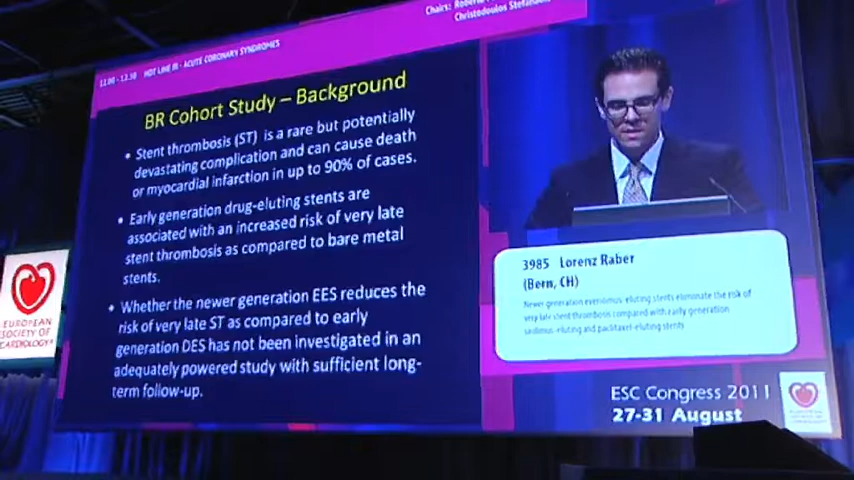 Chairs:
Christodoulos
11.00 - 12.30 HOT LINE III - ACUTE CORONARY SYNDROMES
BR Cohort Study – Background
• Stent thrombosis (ST) is a rare but potentially
devastating complication and can cause death
or myocardial infarction in up to 90% of cases.
• Early generation drug-eluting stents are
associated with an increased risk of very late
stent thrombosis as compared to bare metal
stents.
• Whether the newer generation EES reduces the
risk of very late ST as compared to early
generation DES has not been investigated in an
adequately powered study with sufficient long-
term follow-up.
3985 Lorenz Raber
(Bern, CH)
Newer generation everolimus-eluting stents eliminate the risk of
very late stent thrombosis compared with early generation
sirolimus-eluting and paclitaxel-eluting stents
ESC Congress 2011
27-31 August
EUROPEAN
SOCIETY OF
CARDIOLOGY